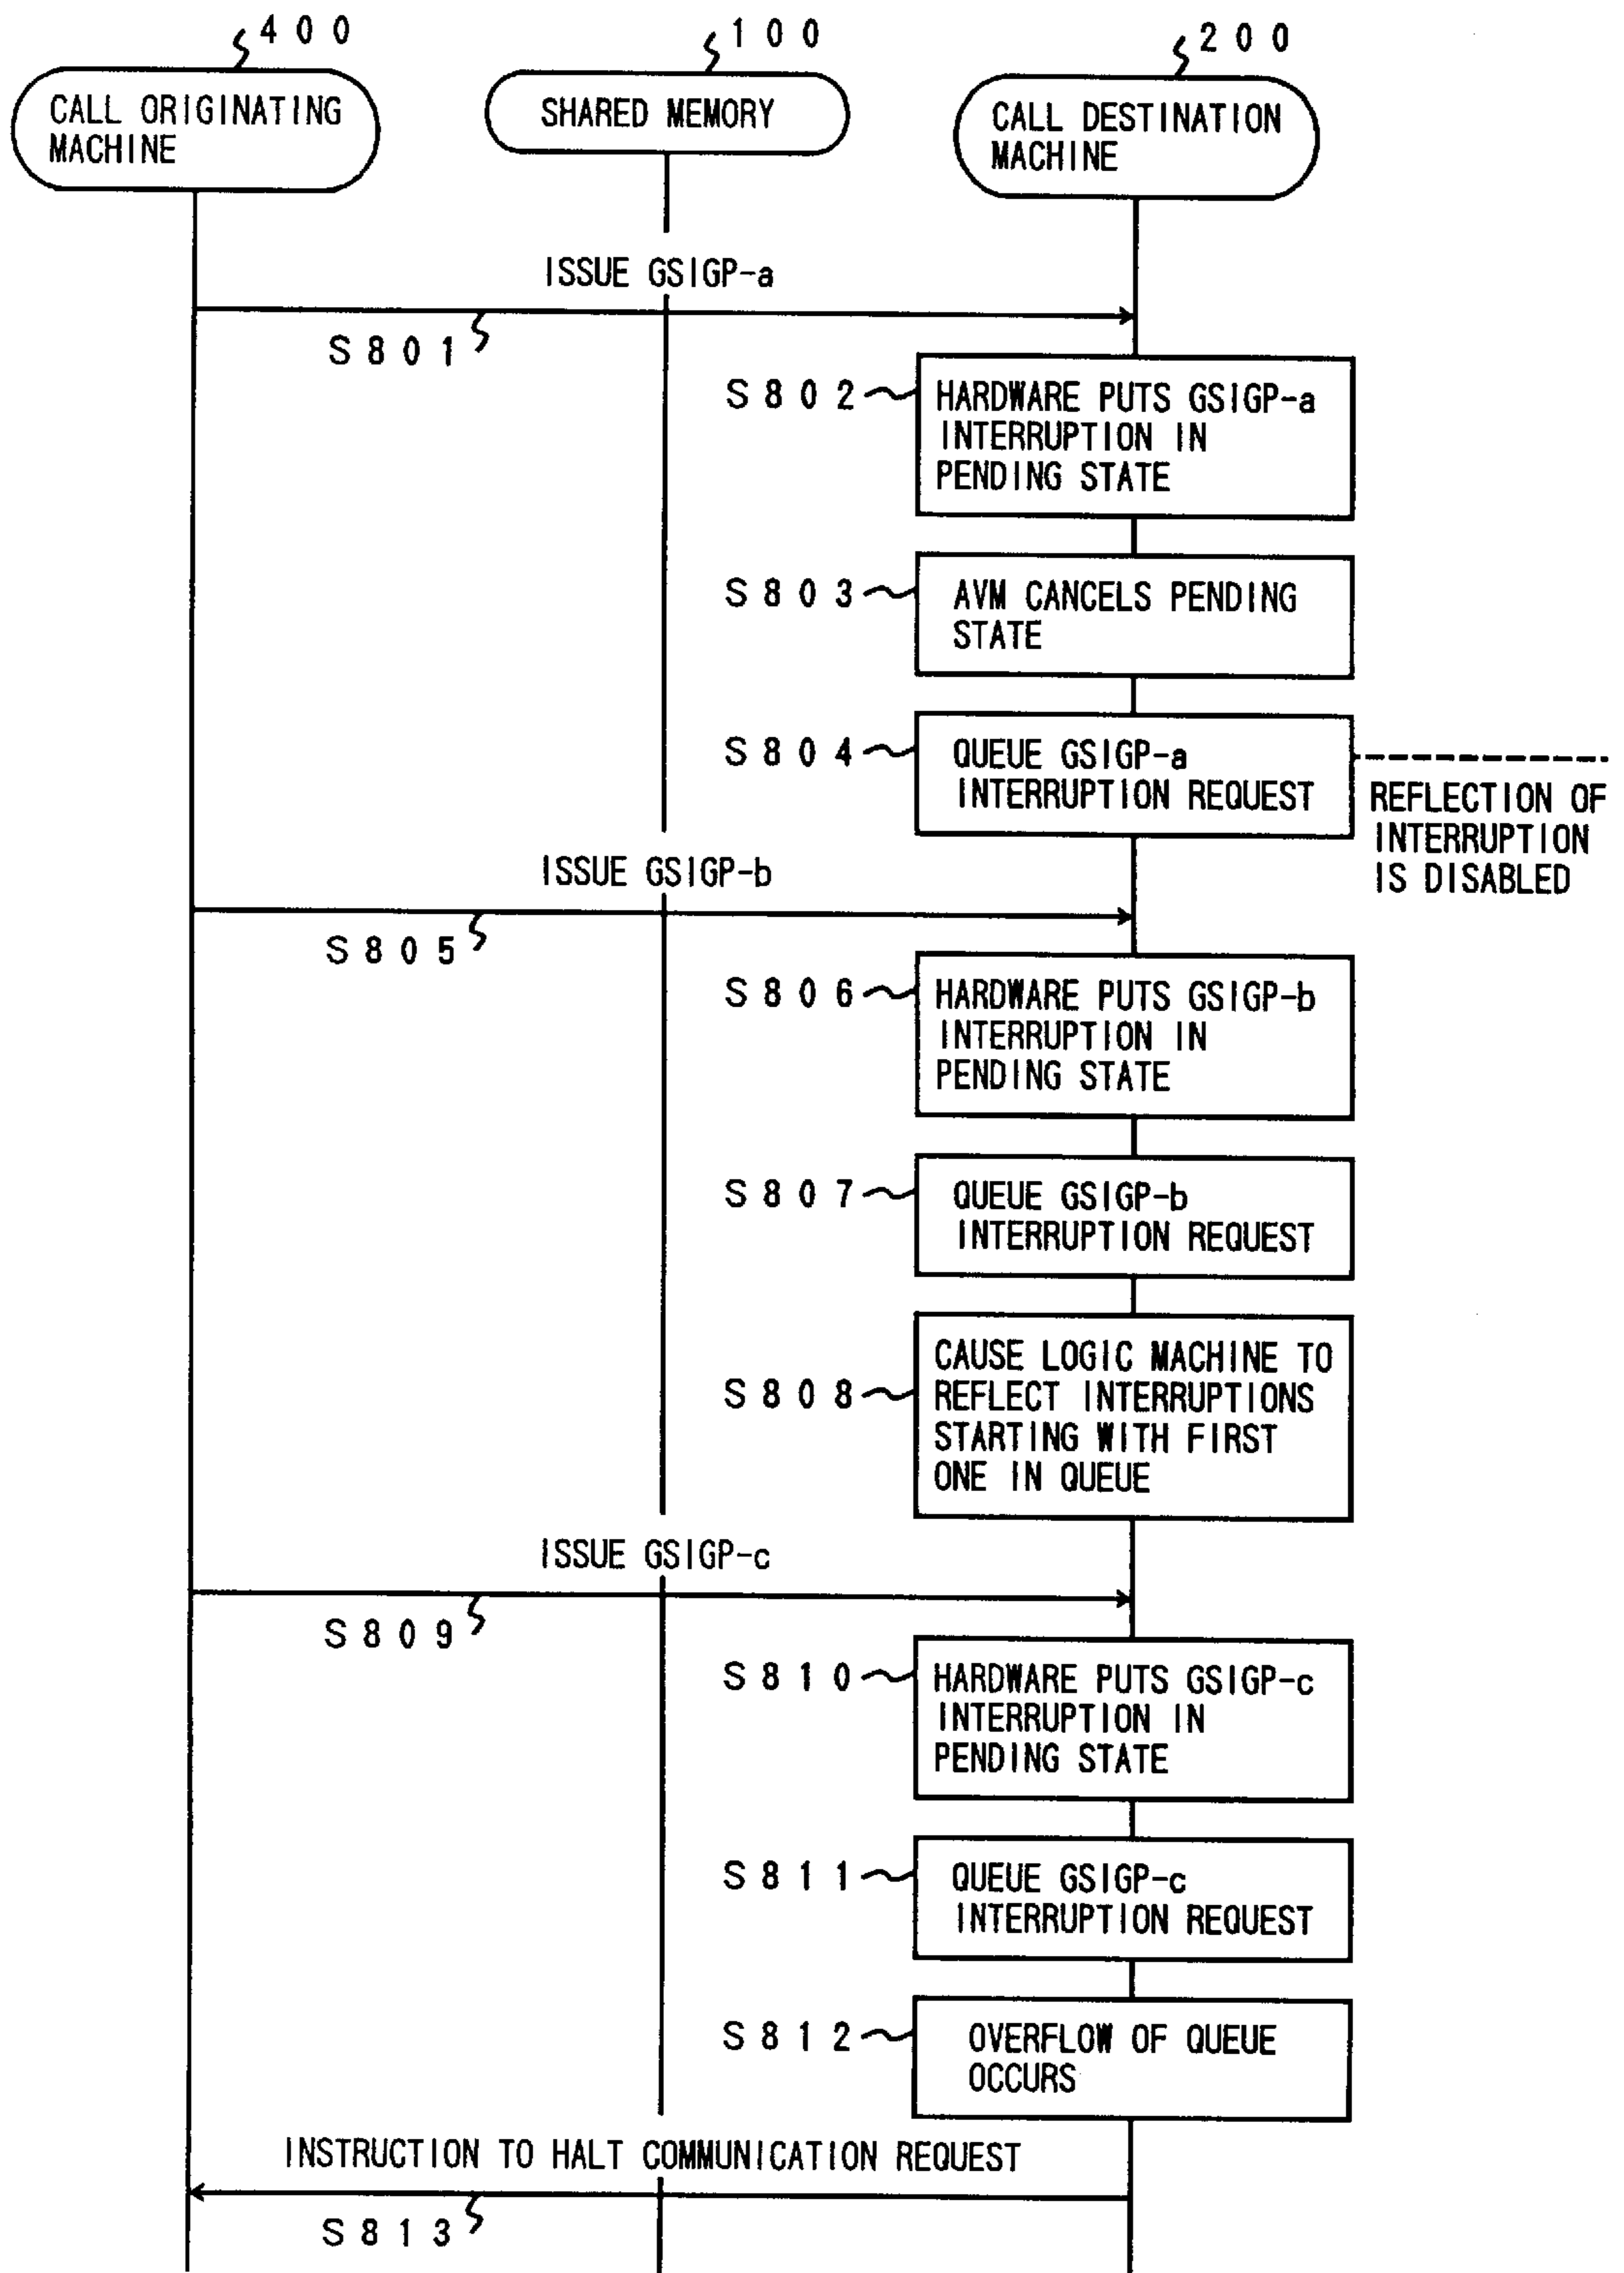 400
100
200
CALL ORIGINATING
MACHINE
SHARED MEMORY
CALL DESTINATION
MACHINE
ISSUE GSIGP-a
S801
S802
HARDWARE PUTS GSIGP-a
INTERRUPTION IN
PENDING STATE
S803
AVM CANCELS PENDING
STATE
S804
QUEUE GSIGP-a
INTERRUPTION REQUEST
REFLECTION OF
INTERRUPTION
IS DISABLED
ISSUE GSIGP-b
S805
S806
HARDWARE PUTS GSIGP-b
INTERRUPTION IN
PENDING STATE
S807
QUEUE GSIGP-b
INTERRUPTION REQUEST
S808
CAUSE LOGIC MACHINE TO
REFLECT INTERRUPTIONS
STARTING WITH FIRST
ONE IN QUEUE
ISSUE GSIGP-c
S809
S810
HARDWARE PUTS GSIGP-c
INTERRUPTION IN
PENDING STATE
S811
QUEUE GSIGP-c
INTERRUPTION REQUEST
S812
OVERFLOW OF QUEUE
OCCURS
INSTRUCTION TO HALT COMMUNICATION REQUEST
S813